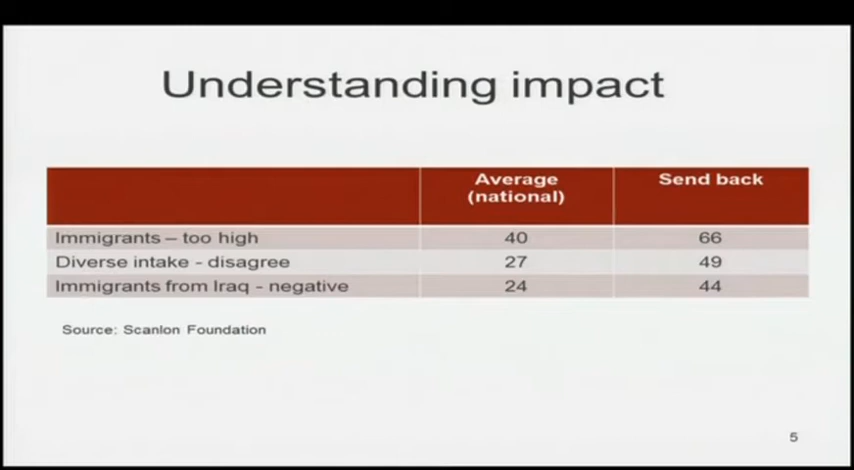 Understanding impact
Average Send back
(national)
Immigrants – too high 40 66
Diverse intake - disagree 27 49
Immigrants from Iraq - negative 24 44
Source: Scanlon Foundation
5